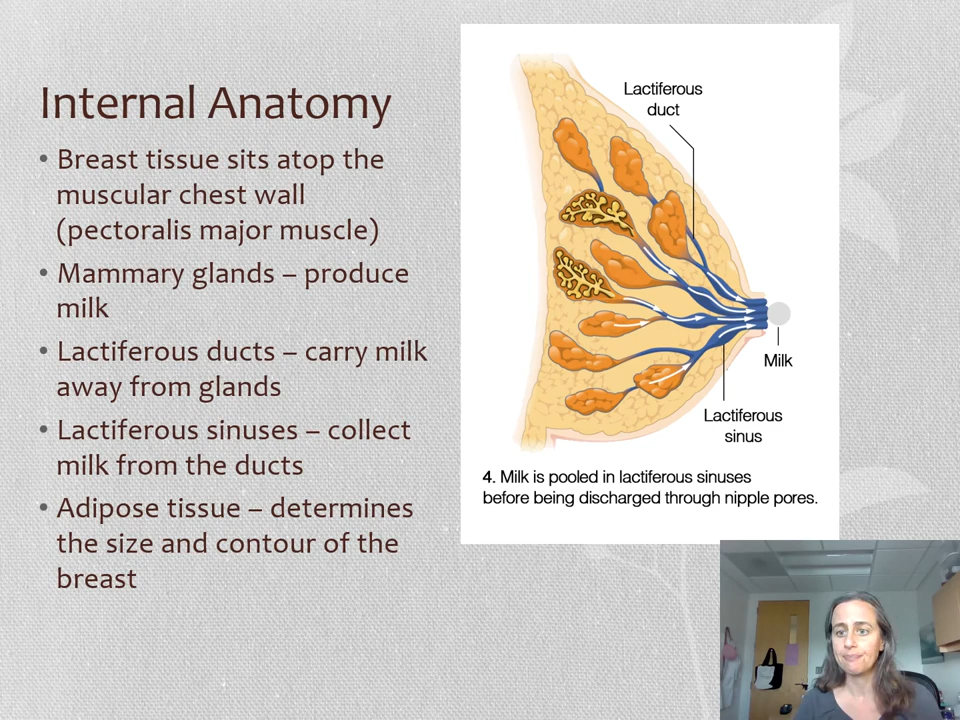 Internal Anatomy
• Breast tissue sits atop the
muscular chest wall
(pectoralis major muscle)
• Mammary glands – produce
milk
• Lactiferous ducts – carry milk
away from glands
• Lactiferous sinuses – collect
milk from the ducts
• Adipose tissue – determines
the size and contour of the
breast
Lactiferous
duct
Milk
Lactiferous
sinus
4. Milk is pooled in lactiferous sinuses
before being discharged through nipple pores.